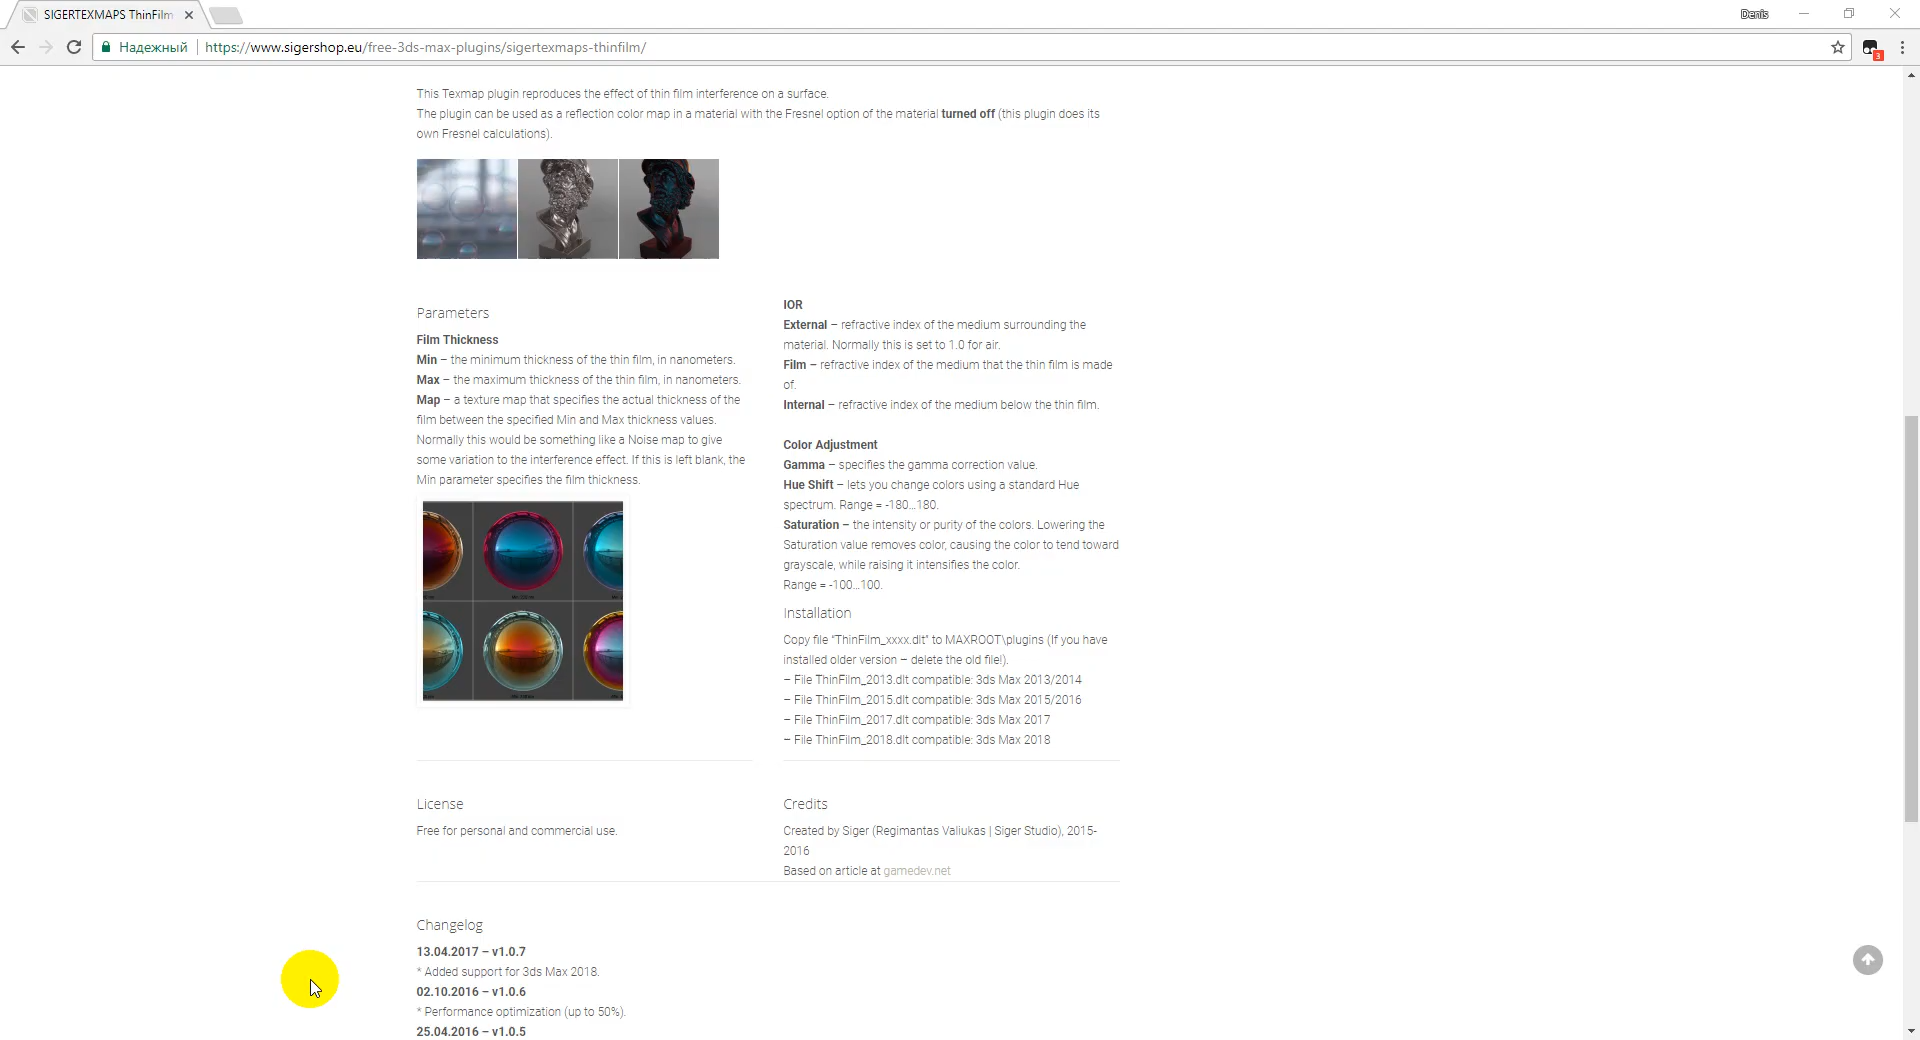 SIGERTEXMAPS ThinFilm
Denis
Надежный
https://www.sigershop.eu/free-3ds-max-plugins/sigertexmaps-thinfilm/
3
This Texmap plugin reproduces the effect of thin film interference on a surface.
The plugin can be used as a reflection color map in a material with the Fresnel option of the material turned off (this plugin does its
own Fresnel calculations).
Parameters
Film Thickness
Min – the minimum thickness of the thin film, in nanometers.
Max – the maximum thickness of the thin film, in nanometers.
Map – a texture map that specifies the actual thickness of the
film between the specified Min and Max thickness values.
Normally this would be something like a Noise map to give
some variation to the interference effect. If this is left blank, the
Min parameter specifies the film thickness.
IOR
External – refractive index of the medium surrounding the
material. Normally this is set to 1.0 for air.
Film – refractive index of the medium that the thin film is made
of.
Internal – refractive index of the medium below the thin film.
Color Adjustment
Gamma – specifies the gamma correction value.
Hue Shift – lets you change colors using a standard Hue
spectrum. Range = -180…180.
Saturation – the intensity or purity of the colors. Lowering the
Saturation value removes color, causing the color to tend toward
grayscale, while raising it intensifies the color.
Range = -100…100.
Installation
Copy file “ThinFilm_xxxx.dlt” to MAXROOT\plugins (If you have
installed older version – delete the old file!).
– File ThinFilm_2013.dlt compatible: 3ds Max 2013/2014
– File ThinFilm_2015.dlt compatible: 3ds Max 2015/2016
– File ThinFilm_2017.dlt compatible: 3ds Max 2017
– File ThinFilm_2018.dlt compatible: 3ds Max 2018
License
Free for personal and commercial use.
Credits
Created by Siger (Regimantas Valiukas | Siger Studio), 2015-
2016
Based on article at gamedev.net
Changelog
13.04.2017 – v1.0.7
* Added support for 3ds Max 2018.
02.10.2016 – v1.0.6
* Performance optimization (up to 50%).
25.04.2016 – v1.0.5